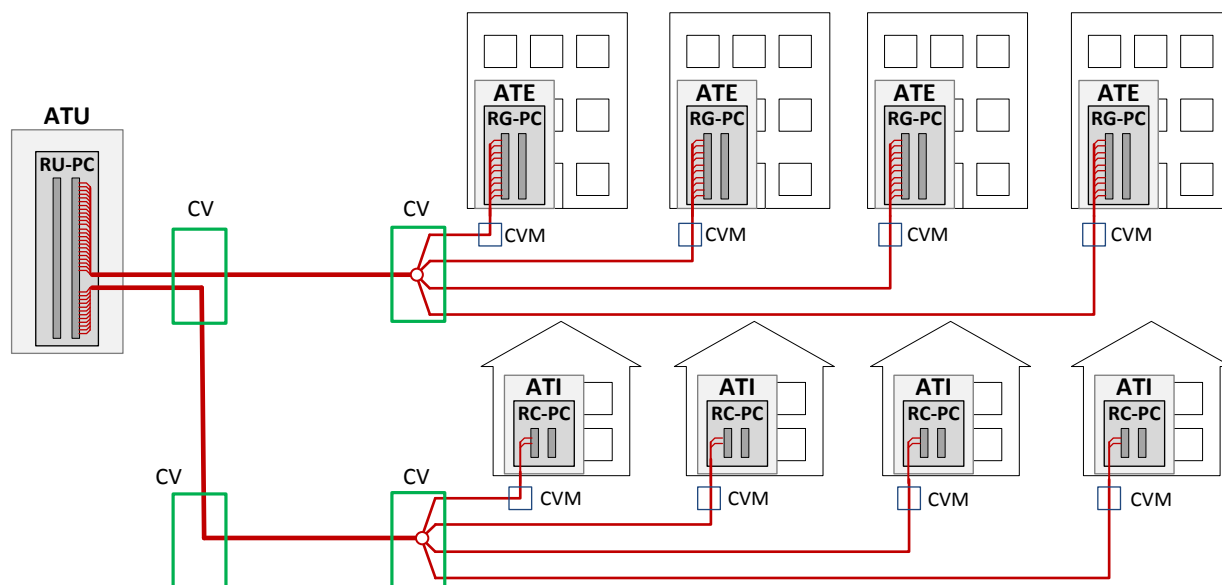 ATE
ATE
ATE
ATE
RG-PC
RG-PC
RG-PC
RG-PC
ATU
RU-PC
CV
CV
CVM
CVM
CVM
CVM
ATI
ATI
ATI
ATI
RC-PC
RC-PC
RC-PC
RC-PC
CV
CV
CVM
CVM
CVM
CVM